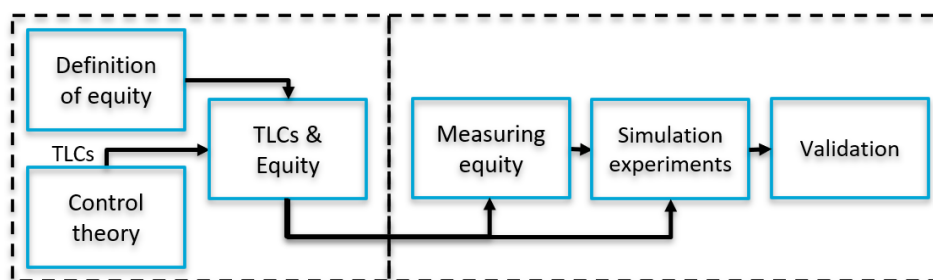 Definition
of equity
TLCs
Control
theory
TLCs &
Equity
Measuring
equity
Simulation
experiments
Validation